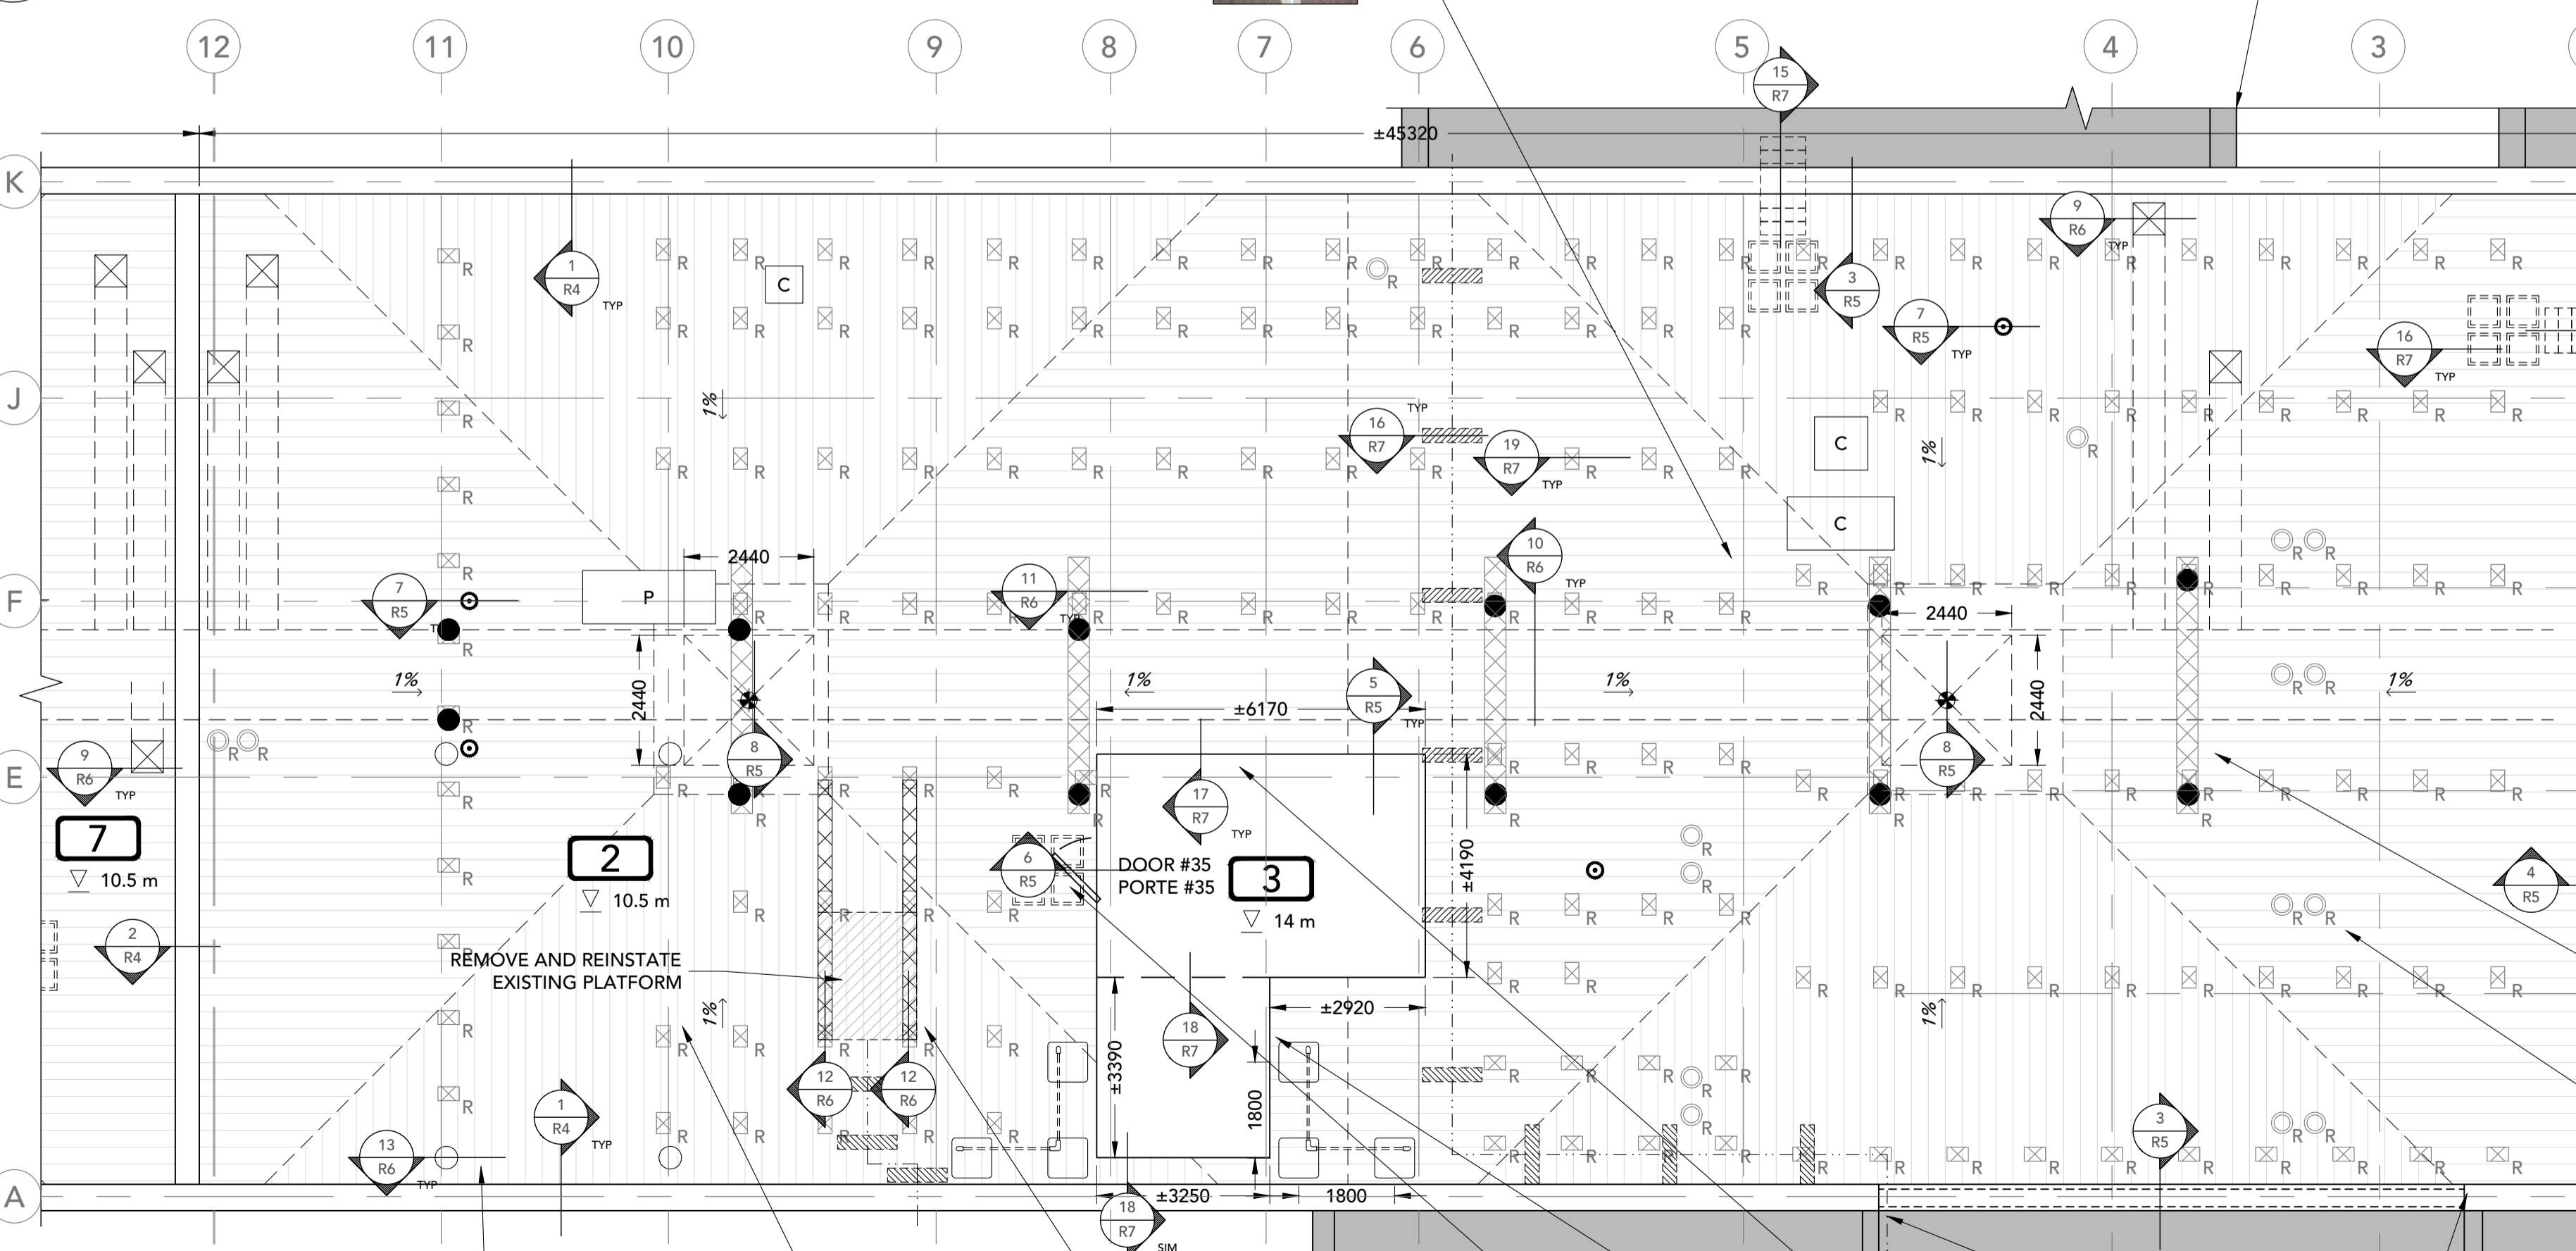 12 11 10 9 8 7 6 5 4 3
15
R7
±45320
K
9
R6
TYP
1
R4
TYP
C
R R R R R R R R R R R R R R R R R R R R R R
3
R5
7
R5
TYP
R R R R R R R R R R R R R R R
16
R7
TYP
J
1%
R R R R R R R R R R
TYP
16
R7
19
R7
TYP
C
1%
R
R R R R R R R R R R R R R R
C
10
R6
TYP
R R
2440
F
7
R5
P
11
R6
TYP
R R R R R R R R R R R R R R R R R R R
2440
1%
1%
1%
1%
2440
±6170
5
R5
TYP
2440
R R
E
R R
9
R6
TYP
8
R5
8
R5
R R R R R R R R R R R R R R R R R R
17
R7
TYP
7
10.5 m
2
10.5 m
6
R5
DOOR #35
PORTE #35
3
14 m
±4190
4
R5
2
R4
REMOVE AND REINSTATE
EXISTING PLATFORM
R R R R R R R R R R R R
1%
±2920
1%
18
R7
±3390
1800
12
R6
12
R6
R R R R R R R R R R
1
R4
TYP
13
R6
TYP
3
R5
R R R R R R R R R R R R R R R R R R
A
±3250
1800
18
R7
SIM